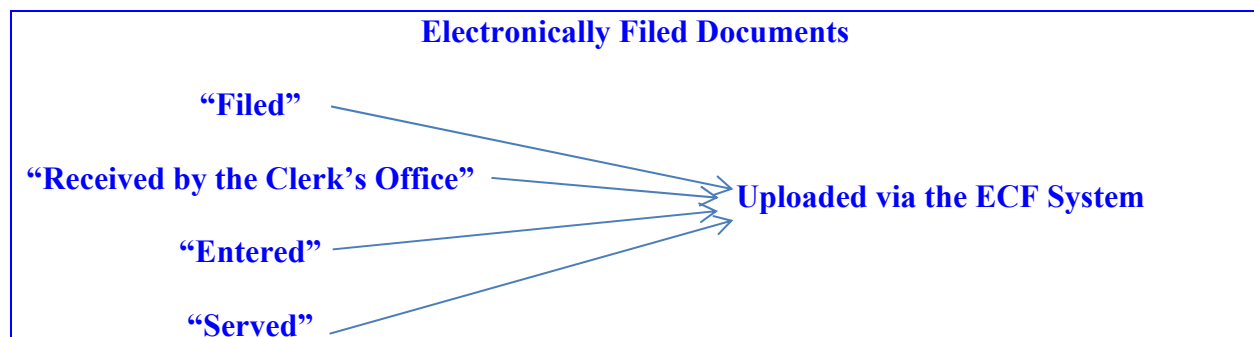 Electronically Filed Documents
“Filed”
“Received by the Clerk’s Office”
Uploaded via the ECF System
“Entered”
“Served”